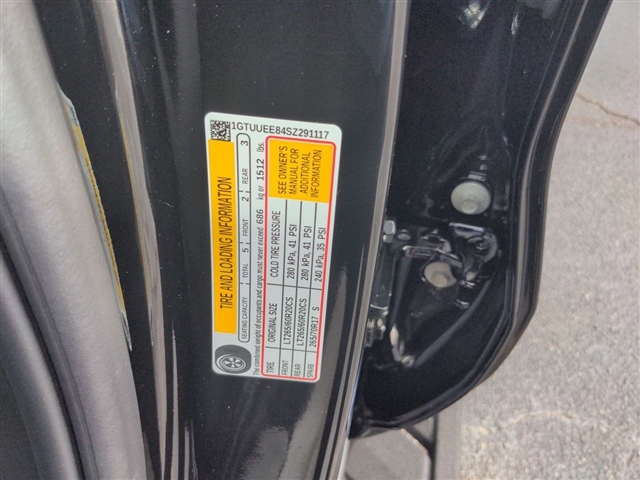 1GTUUEE84SZ291117
TIRE AND LOADING INFORMATION
SEATING CAPACITY TOTAL 5 FRONT 2 REAR 3
The combined weight of occupants and cargo must never exceed 686 kg or 1512 lbs.
TIRE ORIGINAL SIZE COLD TIRE PRESSURE
FRONT LT265/60R20CS 280 kPa, 41 PSI
REAR LT265/60R20CS 280 kPa, 41 PSI
SPARE 265/70R17 S 240 kPa, 35 PSI
SEE OWNER'S
MANUAL FOR
ADDITIONAL
INFORMATION